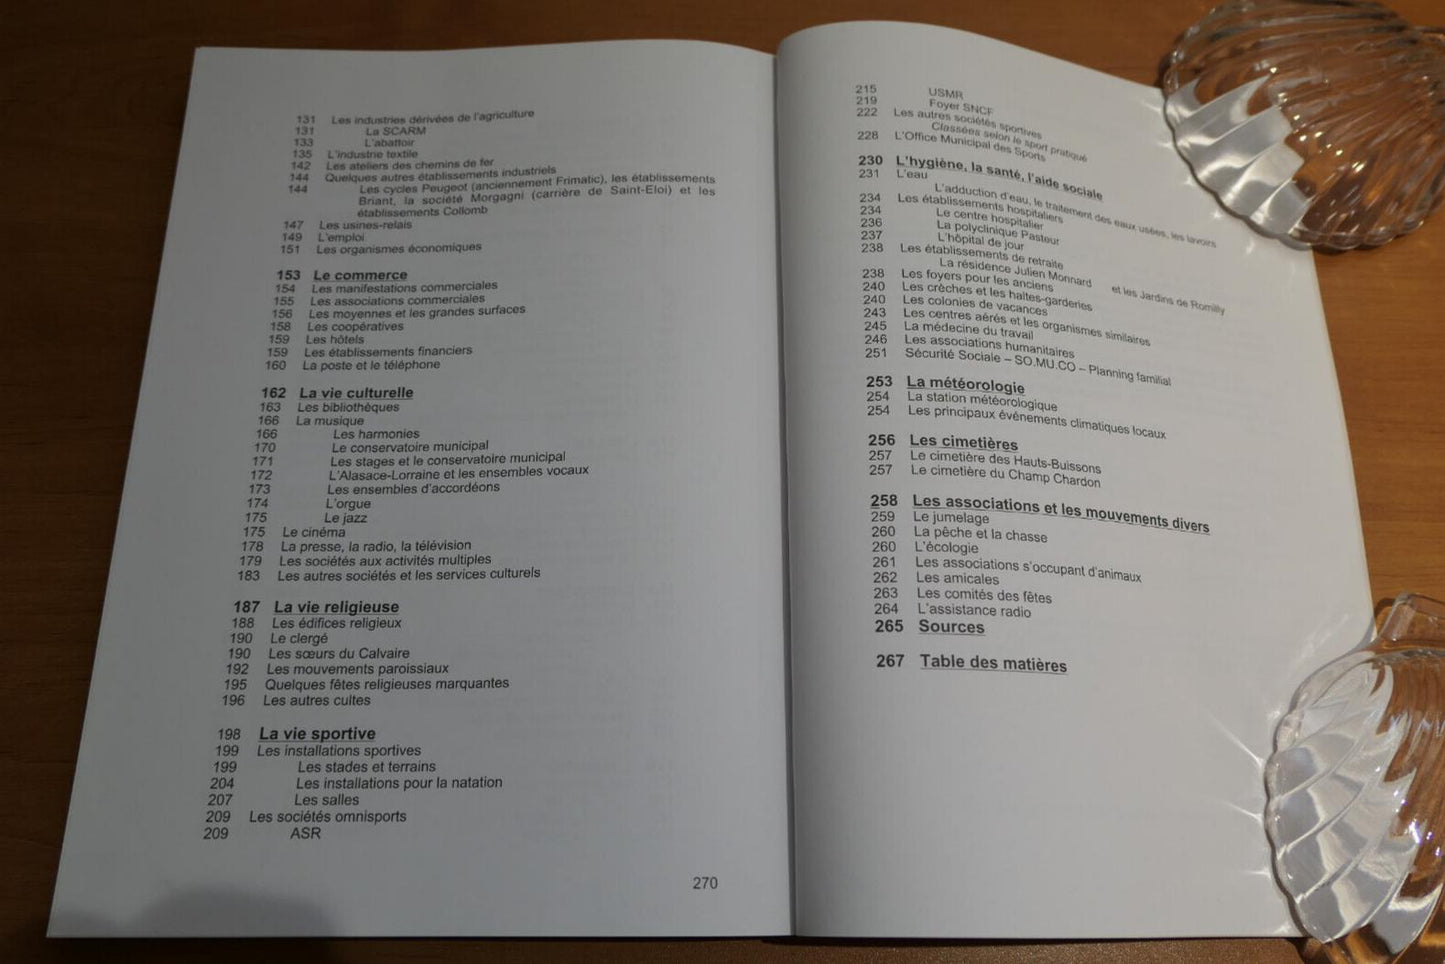 131 Les industries dérivées de l'agriculture
131 La SCARM
133 L'abattoir
135 L'industrie textile
142 Les ateliers des chemins de fer
144 Quelques autres établissements industriels
144 Les cycles Peugeot (anciennement Frimatic), les établissements
Briant, la société Morgagni (carrière de Saint-Eloi) et les
établissements Collomb
147 Les usines-relais
149 L'emploi
151 Les organismes économiques
153 Le commerce
154 Les manifestations commerciales
155 Les associations commerciales
156 Les moyennes et les grandes surfaces
158 Les coopératives
159 Les hôtels
159 Les établissements financiers
160 La poste et le téléphone
162 La vie culturelle
163 Les bibliothèques
166 La musique
166 Les harmonies
170 Le conservatoire municipal
171 Les stages et le conservatoire municipal
172 L'Alasace-Lorraine et les ensembles vocaux
173 Les ensembles d'accordéons
174 L'orgue
175 Le jazz
175 Le cinéma
178 La presse, la radio, la télévision
179 Les sociétés aux activités multiples
183 Les autres sociétés et les services culturels
187 La vie religieuse
188 Les édifices religieux
190 Le clergé
190 Les sœurs du Calvaire
192 Les mouvements paroissiaux
195 Quelques fêtes religieuses marquantes
196 Les autres cultes
198 La vie sportive
199 Les installations sportives
199 Les stades et terrains
204 Les installations pour la natation
207 Les salles
209 Les sociétés omnisports
209 ASR
270
215 USMR
219 Foyer SNCF
222 Les autres sociétés sportives
Classées selon le sport pratiqué
228 L'Office Municipal des Sports
230 L'hygiène, la santé, l'aide sociale
231 L'eau
L'adduction d'eau, le traitement des eaux usées, les lavoirs
234 Les établissements hospitaliers
234 Le centre hospitalier
236 La polyclinique Pasteur
237 L'hôpital de jour
238 Les établissements de retraite
La résidence Julien Monnard et les Jardins de Romilly
238 Les foyers pour les anciens
240 Les crèches et les haltes-garderies
240 Les colonies de vacances
243 Les centres aérés et les organismes similaires
245 La médecine du travail
246 Les associations humanitaires
251 Sécurité Sociale – SO.MU.CO – Planning familial
253 La météorologie
254 La station météorologique
254 Les principaux événements climatiques locaux
256 Les cimetières
257 Le cimetière des Hauts-Buissons
257 Le cimetière du Champ Chardon
258 Les associations et les mouvements divers
259 Le jumelage
260 La pêche et la chasse
260 L'écologie
261 Les associations s'occupant d'animaux
262 Les amicales
263 Les comités des fêtes
264 L'assistance radio
265 Sources
267 Table des matières